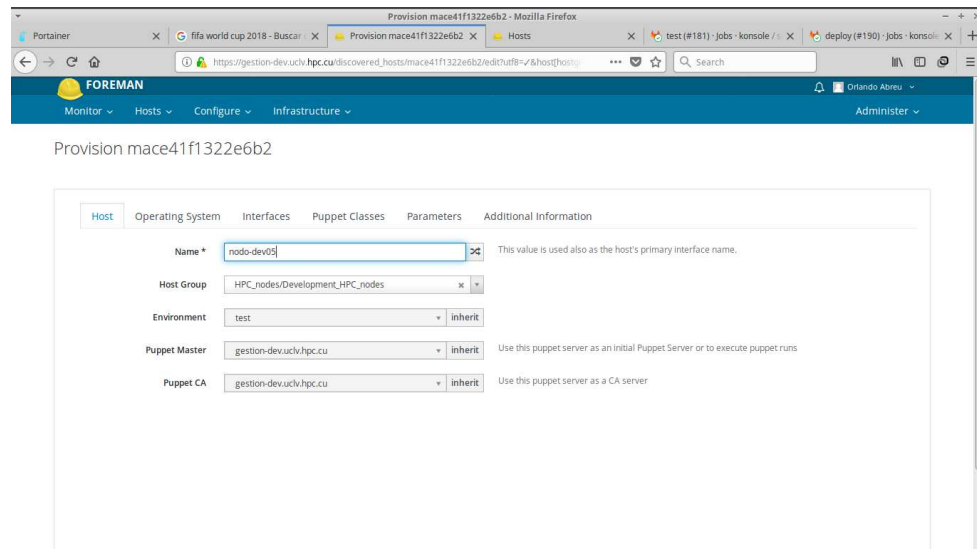 Provision mace41f1322e6b2 - Mozilla Firefox
Portainer
fifa world cup 2018 - Buscar
Provision mace41f1322e6b2
Hosts
test (#181) · Jobs · konsole /
deploy (#190) · Jobs · konsole
https://gestion-dev.uclv.hpc.cu/discovered_hosts/mace41f1322e6b2/edit?utf8=✓&host[hostg
Search
FOREMAN
Orlando Abreu
Monitor Hosts Configure Infrastructure
Administer
Provision mace41f1322e6b2
Host Operating System Interfaces Puppet Classes Parameters Additional Information
Name * nodo-dev05 This value is used also as the host's primary interface name.
Host Group HPC_nodes/Development_HPC_nodes
Environment test inherit
Puppet Master gestion-dev.uclv.hpc.cu inherit Use this puppet server as an initial Puppet Server or to execute puppet runs
Puppet CA gestion-dev.uclv.hpc.cu inherit Use this puppet server as a CA server